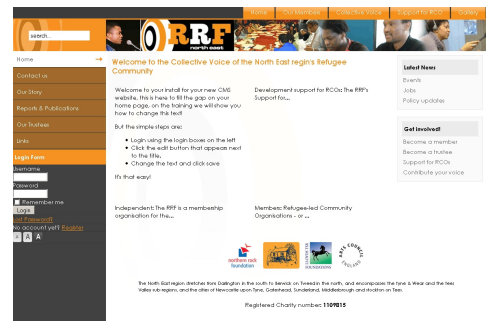 Home
Our Members
Collective Voice
Support for RCOs
Gallery
search...
RRF
north east
Home
Contact us
Our Story
Reports & Publications
Our Trustees
Links
Login Form
Username
Password
Remember me
Login
Lost Password?
No account yet? Register
A A A
Welcome to the Collective Voice of the North East regin's Refugee
Community
Welcome to your install for your new CMS
website, this is here to fill the gap on your
home page, on the training we will show you
how to change this text!
But the simple steps are:
Login using the login boxes on the left
Click the edit button that appears next
to the title.
Change the text and click save
It's that easy!
Development support for RCOs: The RRF's
Support for...
Independent: The RRF is a membership
organisation for the...
Members: Refugee-led Community
Organisations - or ...
Latest News
Events
Jobs
Policy updates
Get Involved!
Become a member
Become a trustee
Support for RCOs
Contribute your voice
northern rock
foundation
FOUNDATIONS
ARTS COUNCIL
ENGLAND
The North East region stretches from Darlington in the south to Berwick on Tweed in the north, and encompasses the Tyne & Wear and the Tees
Valley sub-regions, and the cities of Newcastle upon Tyne, Gateshead, Sunderland, Middlesbrough and stockton on Tees.
Registered Charity number: 1109815